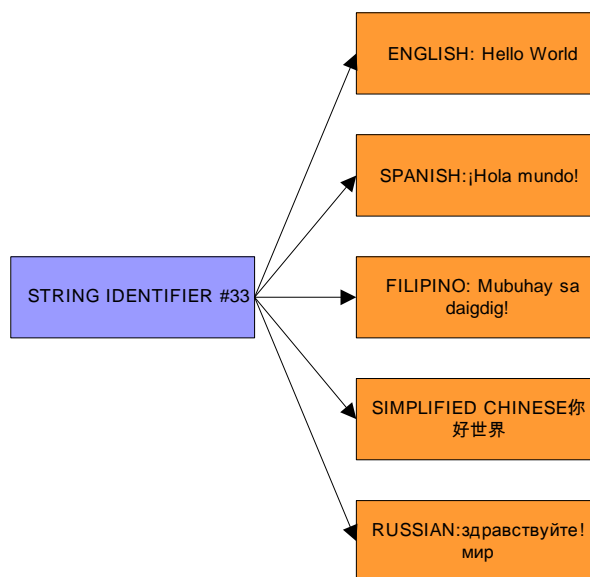 ENGLISH: Hello World
SPANISH:¡Hola mundo!
STRING IDENTIFIER #33
FILIPINO: Mubuhay sa
daigdig!
SIMPLIFIED CHINESE你
好世界
RUSSIAN:здравствуйте!
мир